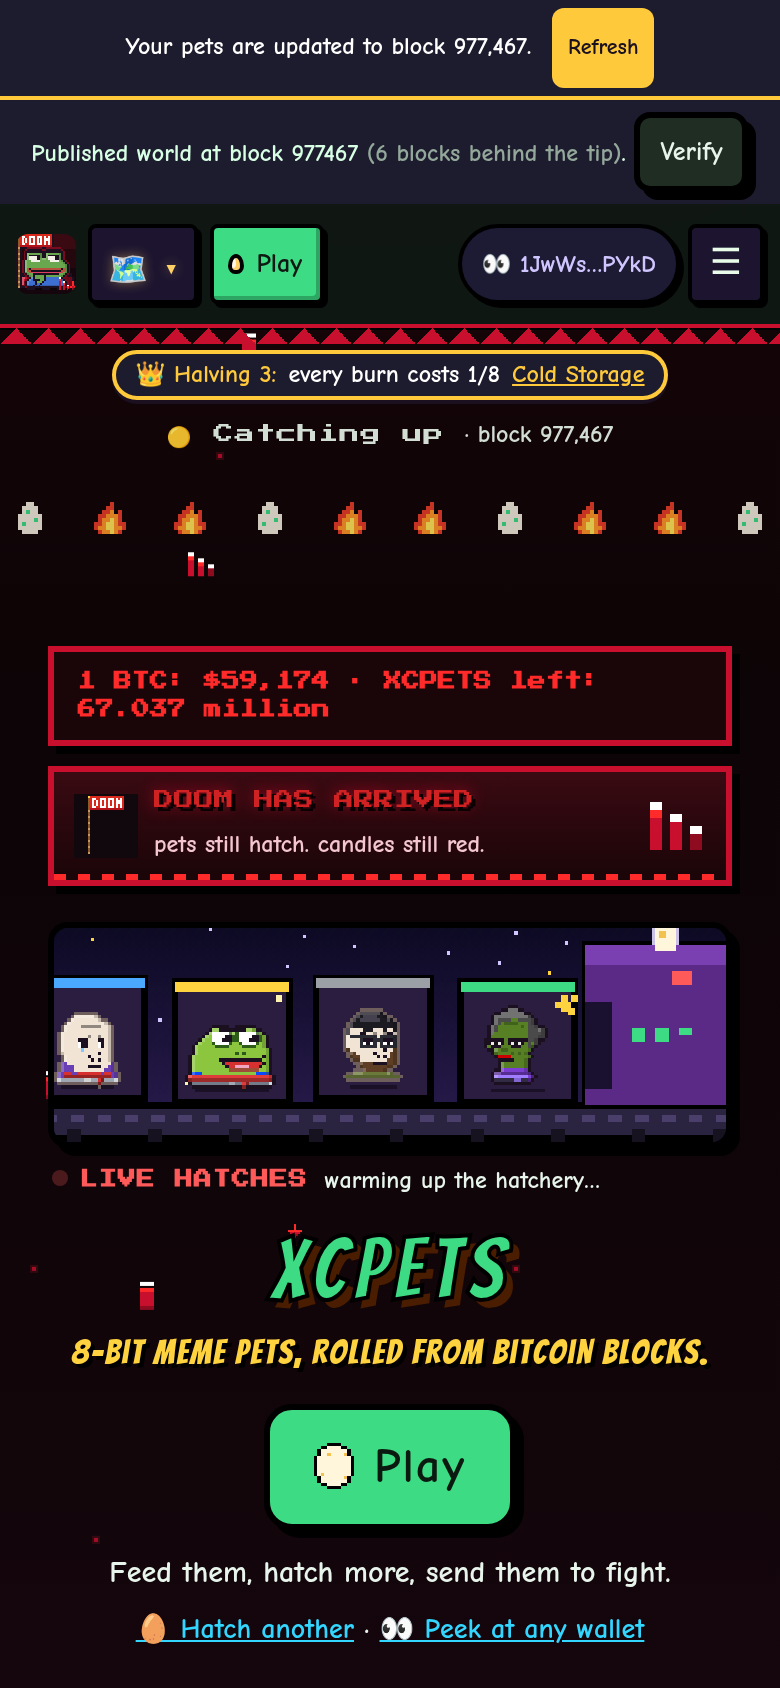 Your pets are updated to block 977,467.
Refresh
Published world at block 977467 (6 blocks behind the tip).
Verify
DOOM
Play
1JwWs…PYkD
Halving 3: every burn costs 1/8 Cold Storage
Catching up · block 977,467
1 BTC: $59,174 · XCPETS left:
67.037 million
DOOM
DOOM HAS ARRIVED
pets still hatch. candles still red.
LIVE HATCHES warming up the hatchery…
XCPETS
8-BIT MEME PETS, ROLLED FROM BITCOIN BLOCKS.
Play
Feed them, hatch more, send them to fight.
Hatch another · Peek at any wallet